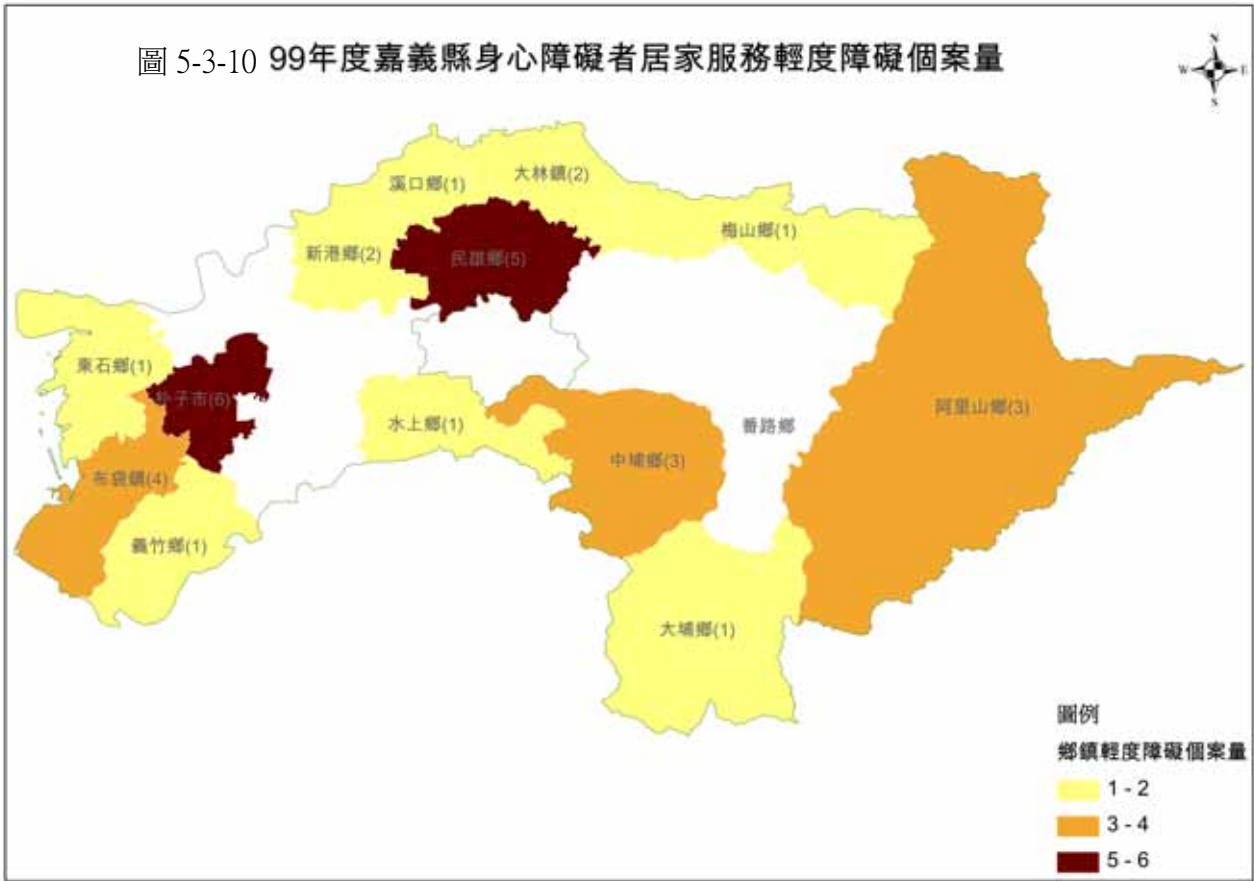 圖 5-3-10 99年度嘉義縣身心障礙者居家服務輕度障礙個案量
N
W E
S
溪口鄉(1)
大林鎮(2)
新港鄉(2)
民雄鄉(5)
梅山鄉(1)
東石鄉(1)
朴子市(6)
水上鄉(1)
番路鄉
阿里山鄉(3)
布袋鎮(4)
中埔鄉(3)
義竹鄉(1)
大埔鄉(1)
圖例
鄉鎮輕度障礙個案量
1 - 2
3 - 4
5 - 6